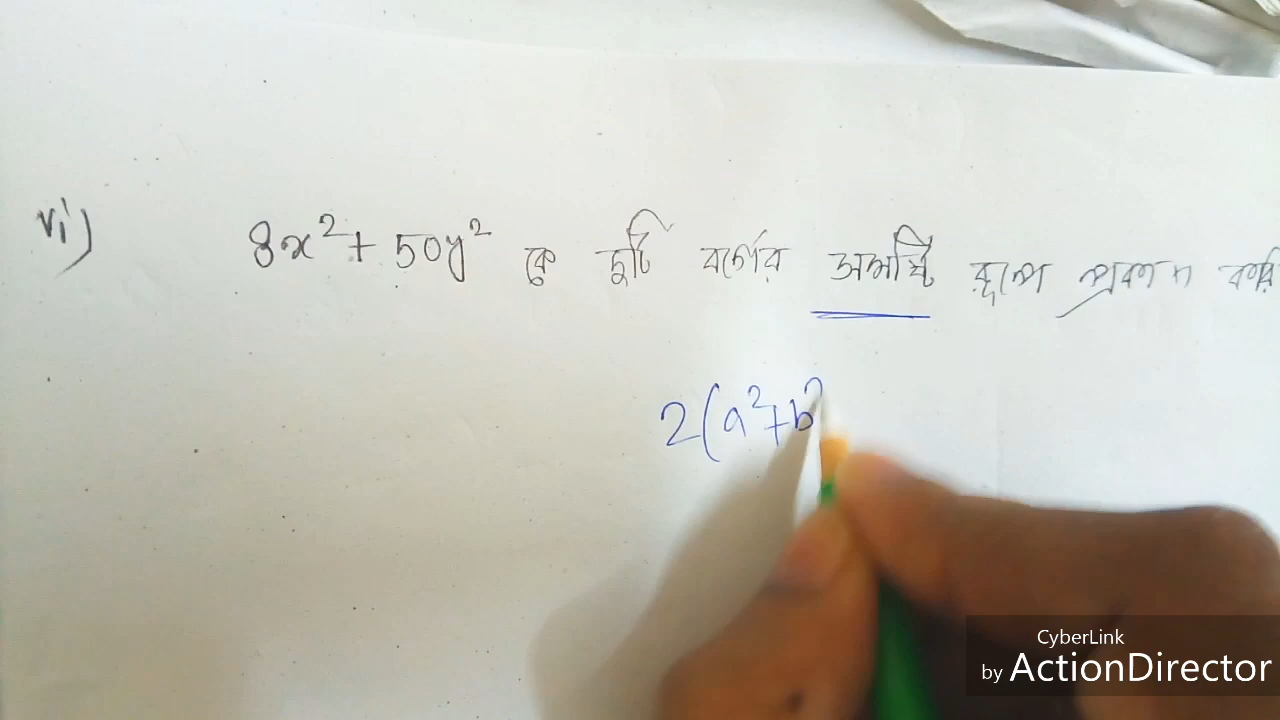 vi) 8x²+ 50y² কে দুটি বর্গের সমষ্টি রূপে প্রকাশ করি
2(a²+b²
CyberLink
by ActionDirector